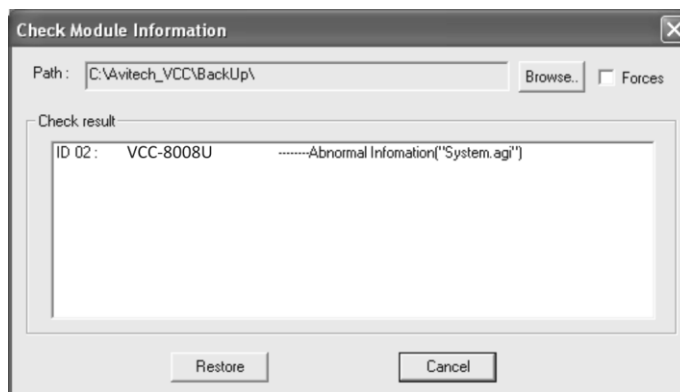 Check Module Information
Path : C:\Avitech_VCC\BackUp\ Browse.. Forces
Check result
ID 02 : VCC-8008U --------Abnormal Infomation("System.agi")
Restore Cancel